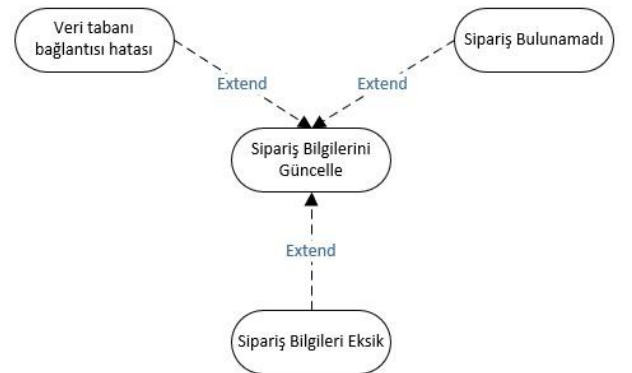 Veri tabanı
bağlantısı hatası
Sipariş Bulunamadı
Extend
Extend
Sipariş Bilgilerini
Güncelle
Extend
Sipariş Bilgileri Eksik